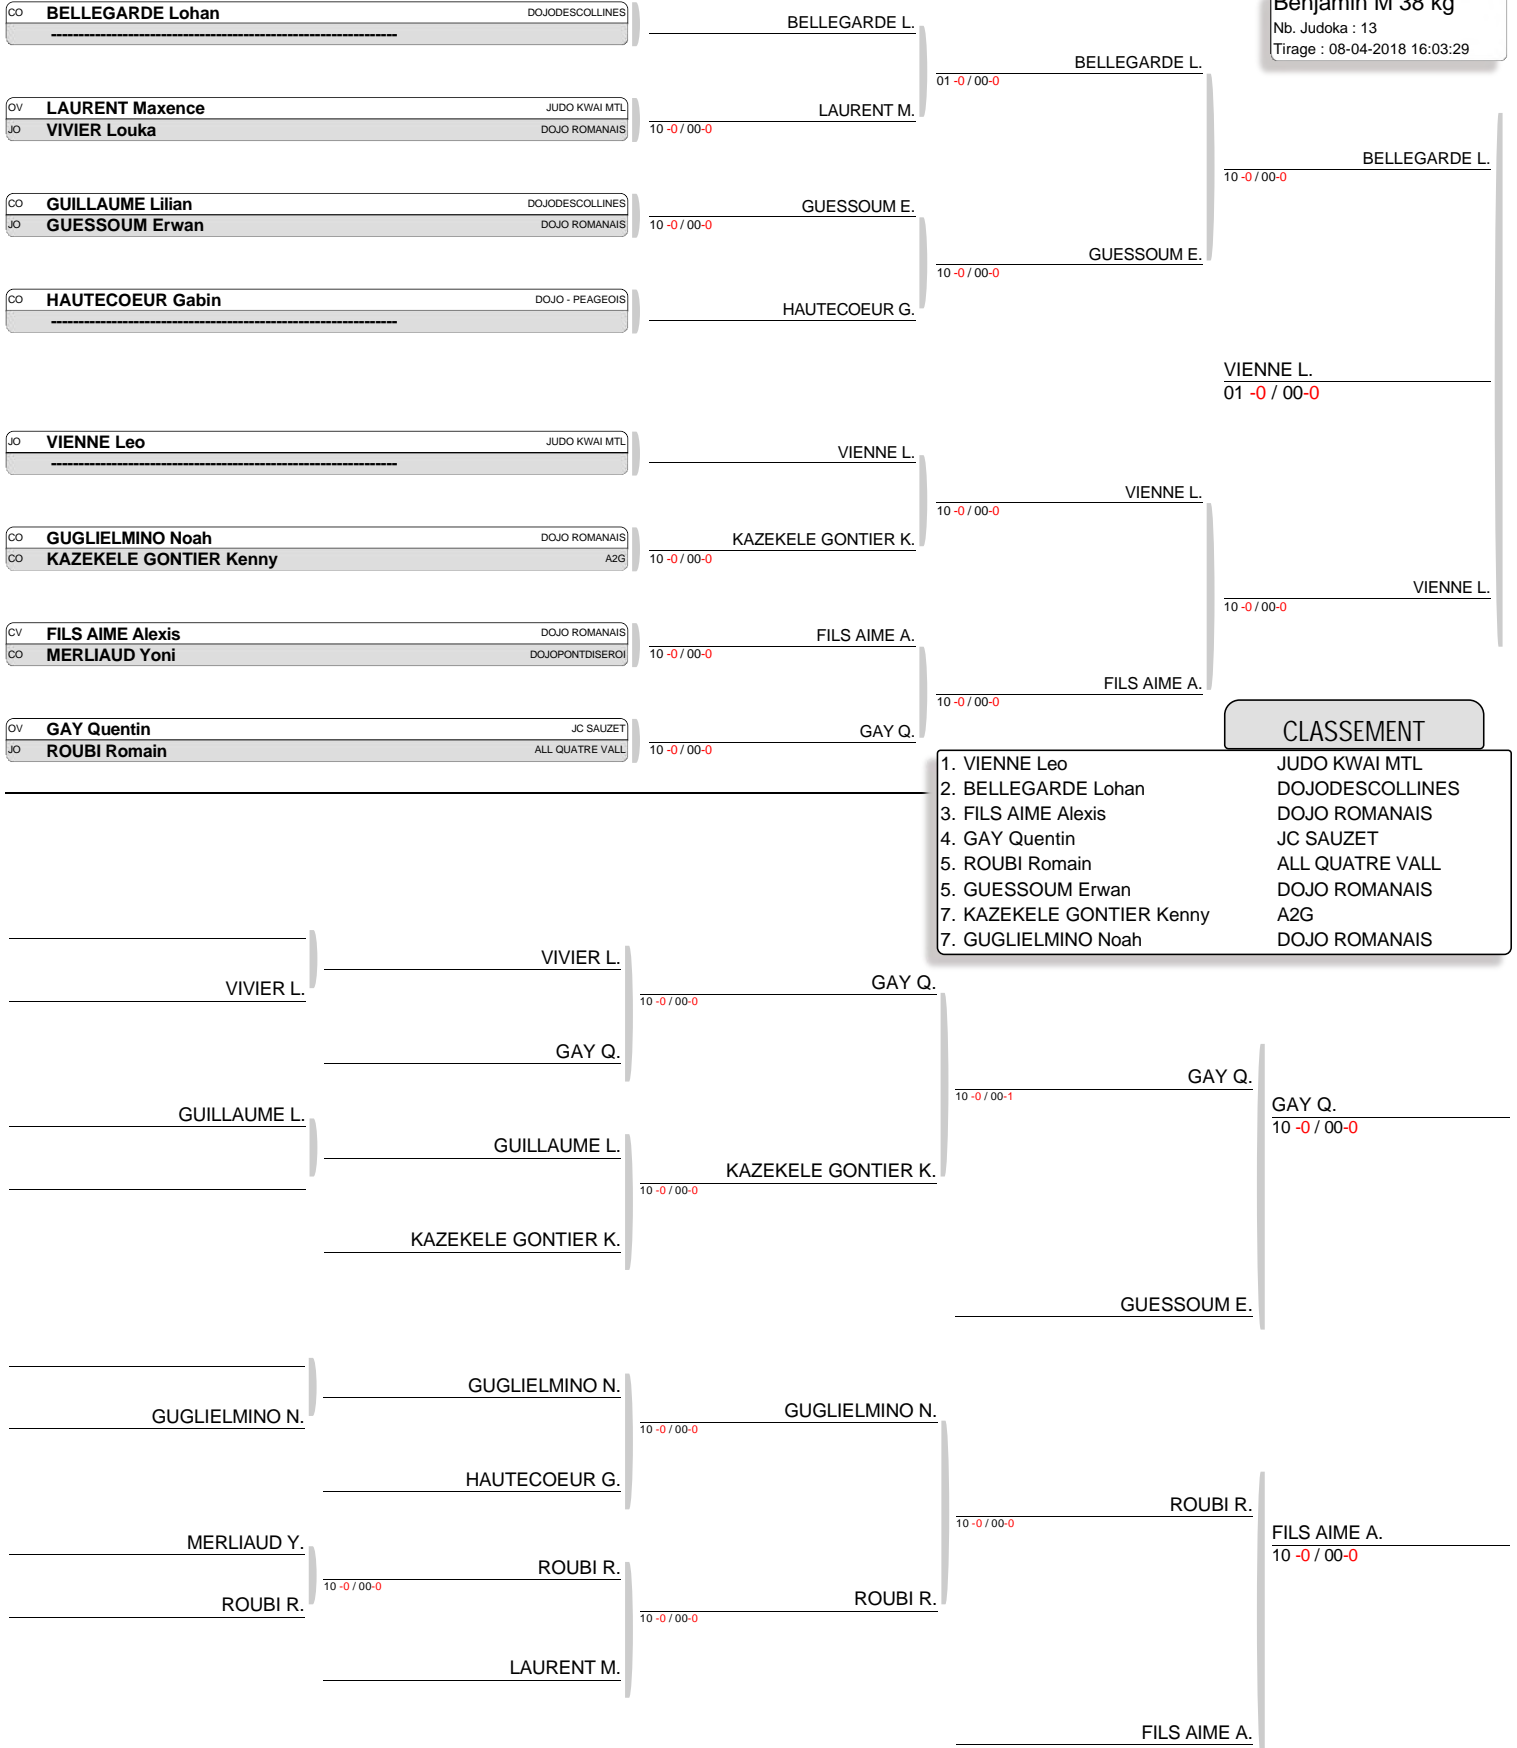 Benjamin M 38 kg
Nb. Judoka : 13
Tirage : 08-04-2018 16:03:29
CO BELLEGARDE Lohan DOJODESCOLLINES
----------------------------------------------------------------
BELLEGARDE L.
BELLEGARDE L.
01 -0 / 00-0
OV LAURENT Maxence JUDO KWAI MTL
JO VIVIER Louka DOJO ROMANAIS
LAURENT M.
10 -0 / 00-0
BELLEGARDE L.
10 -0 / 00-0
CO GUILLAUME Lilian DOJODESCOLLINES
JO GUESSOUM Erwan DOJO ROMANAIS
GUESSOUM E.
10 -0 / 00-0
GUESSOUM E.
10 -0 / 00-0
CO HAUTECOEUR Gabin DOJO - PEAGEOIS
----------------------------------------------------------------
HAUTECOEUR G.
VIENNE L.
01 -0 / 00-0
JO VIENNE Leo JUDO KWAI MTL
----------------------------------------------------------------
VIENNE L.
VIENNE L.
10 -0 / 00-0
CO GUGLIELMINO Noah DOJO ROMANAIS
CO KAZEKELE GONTIER Kenny A2G
KAZEKELE GONTIER K.
10 -0 / 00-0
VIENNE L.
10 -0 / 00-0
CV FILS AIME Alexis DOJO ROMANAIS
CO MERLIAUD Yoni DOJOPONTDISEROI
FILS AIME A.
10 -0 / 00-0
FILS AIME A.
10 -0 / 00-0
OV GAY Quentin JC SAUZET
JO ROUBI Romain ALL QUATRE VALL
GAY Q.
10 -0 / 00-0
CLASSEMENT
1. VIENNE Leo JUDO KWAI MTL
2. BELLEGARDE Lohan DOJODESCOLLINES
3. FILS AIME Alexis DOJO ROMANAIS
4. GAY Quentin JC SAUZET
5. ROUBI Romain ALL QUATRE VALL
5. GUESSOUM Erwan DOJO ROMANAIS
7. KAZEKELE GONTIER Kenny A2G
7. GUGLIELMINO Noah DOJO ROMANAIS
VIVIER L.
VIVIER L.
GAY Q.
10 -0 / 00-0
GAY Q.
GAY Q.
10 -0 / 00-1
GAY Q.
10 -0 / 00-0
GUILLAUME L.
GUILLAUME L.
KAZEKELE GONTIER K.
10 -0 / 00-0
KAZEKELE GONTIER K.
GUESSOUM E.
GUGLIELMINO N.
GUGLIELMINO N.
GUGLIELMINO N.
10 -0 / 00-0
HAUTECOEUR G.
ROUBI R.
10 -0 / 00-0
FILS AIME A.
10 -0 / 00-0
MERLIAUD Y.
ROUBI R.
10 -0 / 00-0
ROUBI R.
ROUBI R.
10 -0 / 00-0
LAURENT M.
FILS AIME A.